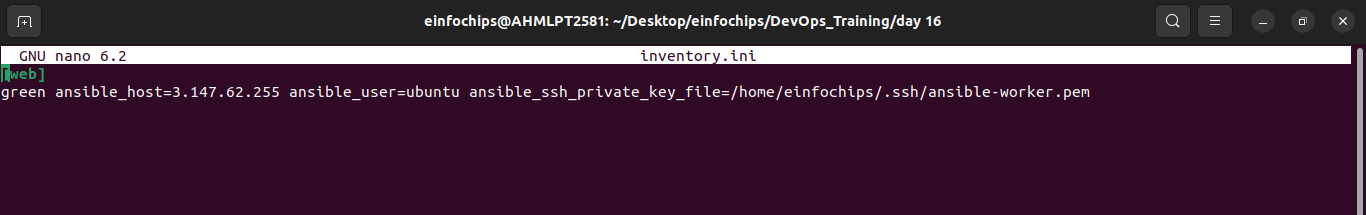 einfochips@AHMLPT2581: ~/Desktop/einfochips/DevOps_Training/day 16
GNU nano 6.2 inventory.ini
[web]
green ansible_host=3.147.62.255 ansible_user=ubuntu ansible_ssh_private_key_file=/home/einfochips/.ssh/ansible-worker.pem